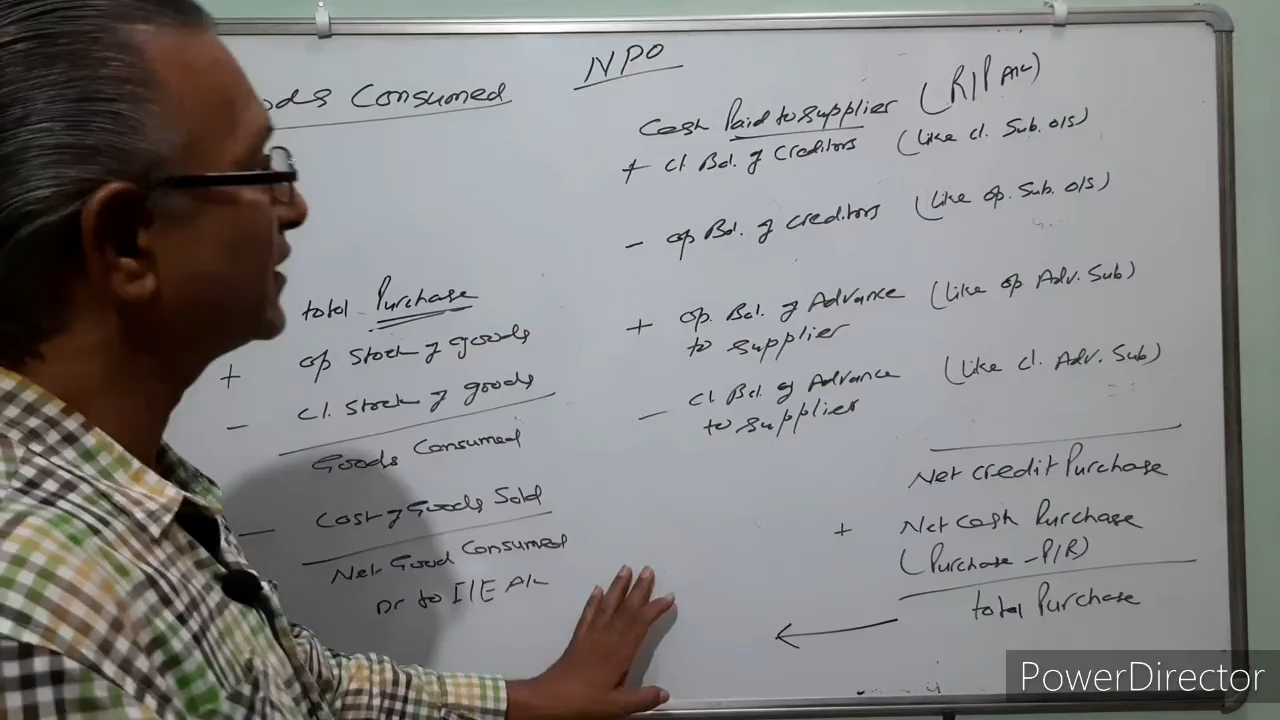 NPO
ods Consumed
Cash Paid to supplier (R/P A/c)
+ cl. Bal. of creditors (Like cl. Sub. o/s)
- op Bal. of creditors (Like op. Sub. o/s)
+ op. Bal. of Advance (Like op Adv. Sub)
to supplier
- cl. Bal. of Advance (Like cl. Adv. Sub)
to supplier
Net credit Purchase
+ Net cash Purchase
(Purchase - P/R)
total Purchase
total Purchase
+ op Stock of goods
- cl. Stock of goods
Goods Consumed
- Cost of Goods Sold
Net Good Consumed
Dr to I/E A/c
PowerDirector